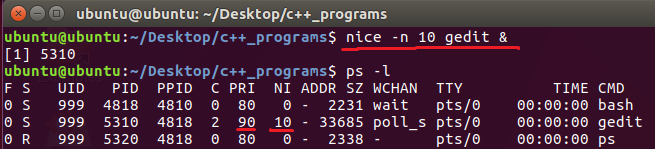 ubuntu@ubuntu: ~/Desktop/c++_programs
ubuntu@ubuntu:~/Desktop/c++_programs$ nice -n 10 gedit &
[1] 5310
ubuntu@ubuntu:~/Desktop/c++_programs$ ps -l
F S UID PID PPID C PRI NI ADDR SZ WCHAN TTY TIME CMD
0 S 999 4818 4810 0 80 0 - 2231 wait pts/0 00:00:00 bash
0 S 999 5310 4818 2 90 10 - 33685 poll_s pts/0 00:00:00 gedit
0 R 999 5320 4818 0 80 0 - 2338 - pts/0 00:00:00 ps